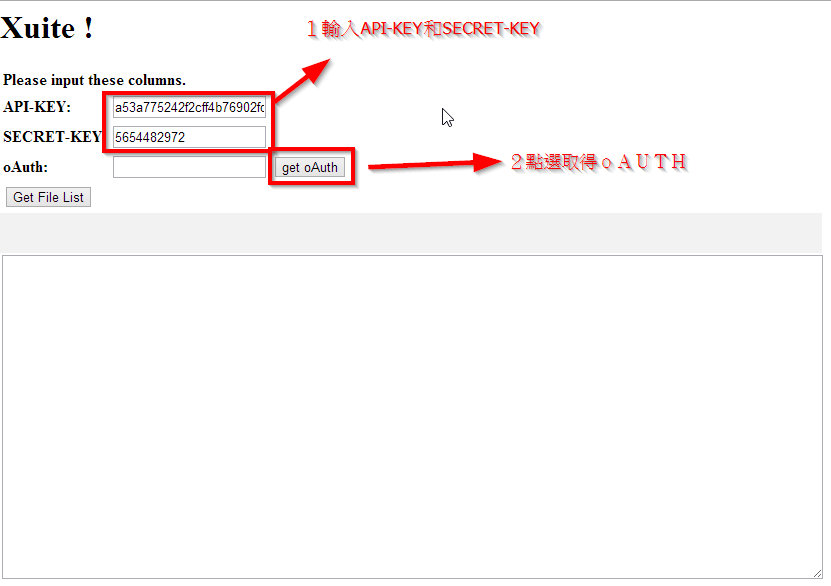 Xuite !
1輸入API-KEY和SECRET-KEY
Please input these columns.
API-KEY: a53a775242f2cff4b76902fc
SECRET-KEY 5654482972
oAuth: get oAuth
2點選取得oAUTH
Get File List